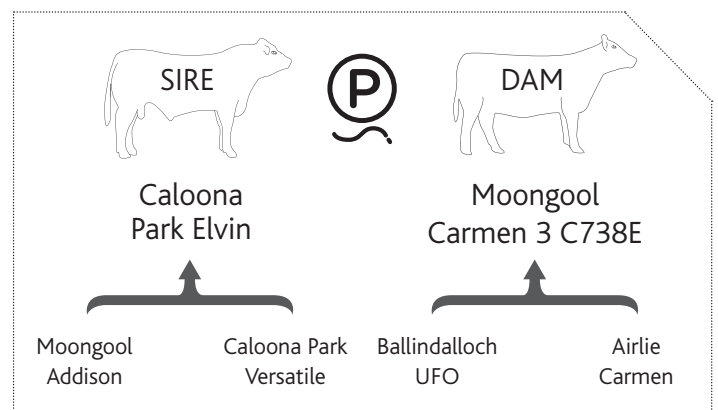 SIRE
P
DAM
Caloona
Park Elvin
Moongool
Carmen 3 C738E
Moongool
Addison
Caloona Park
Versatile
Ballindalloch
UFO
Airlie
Carmen